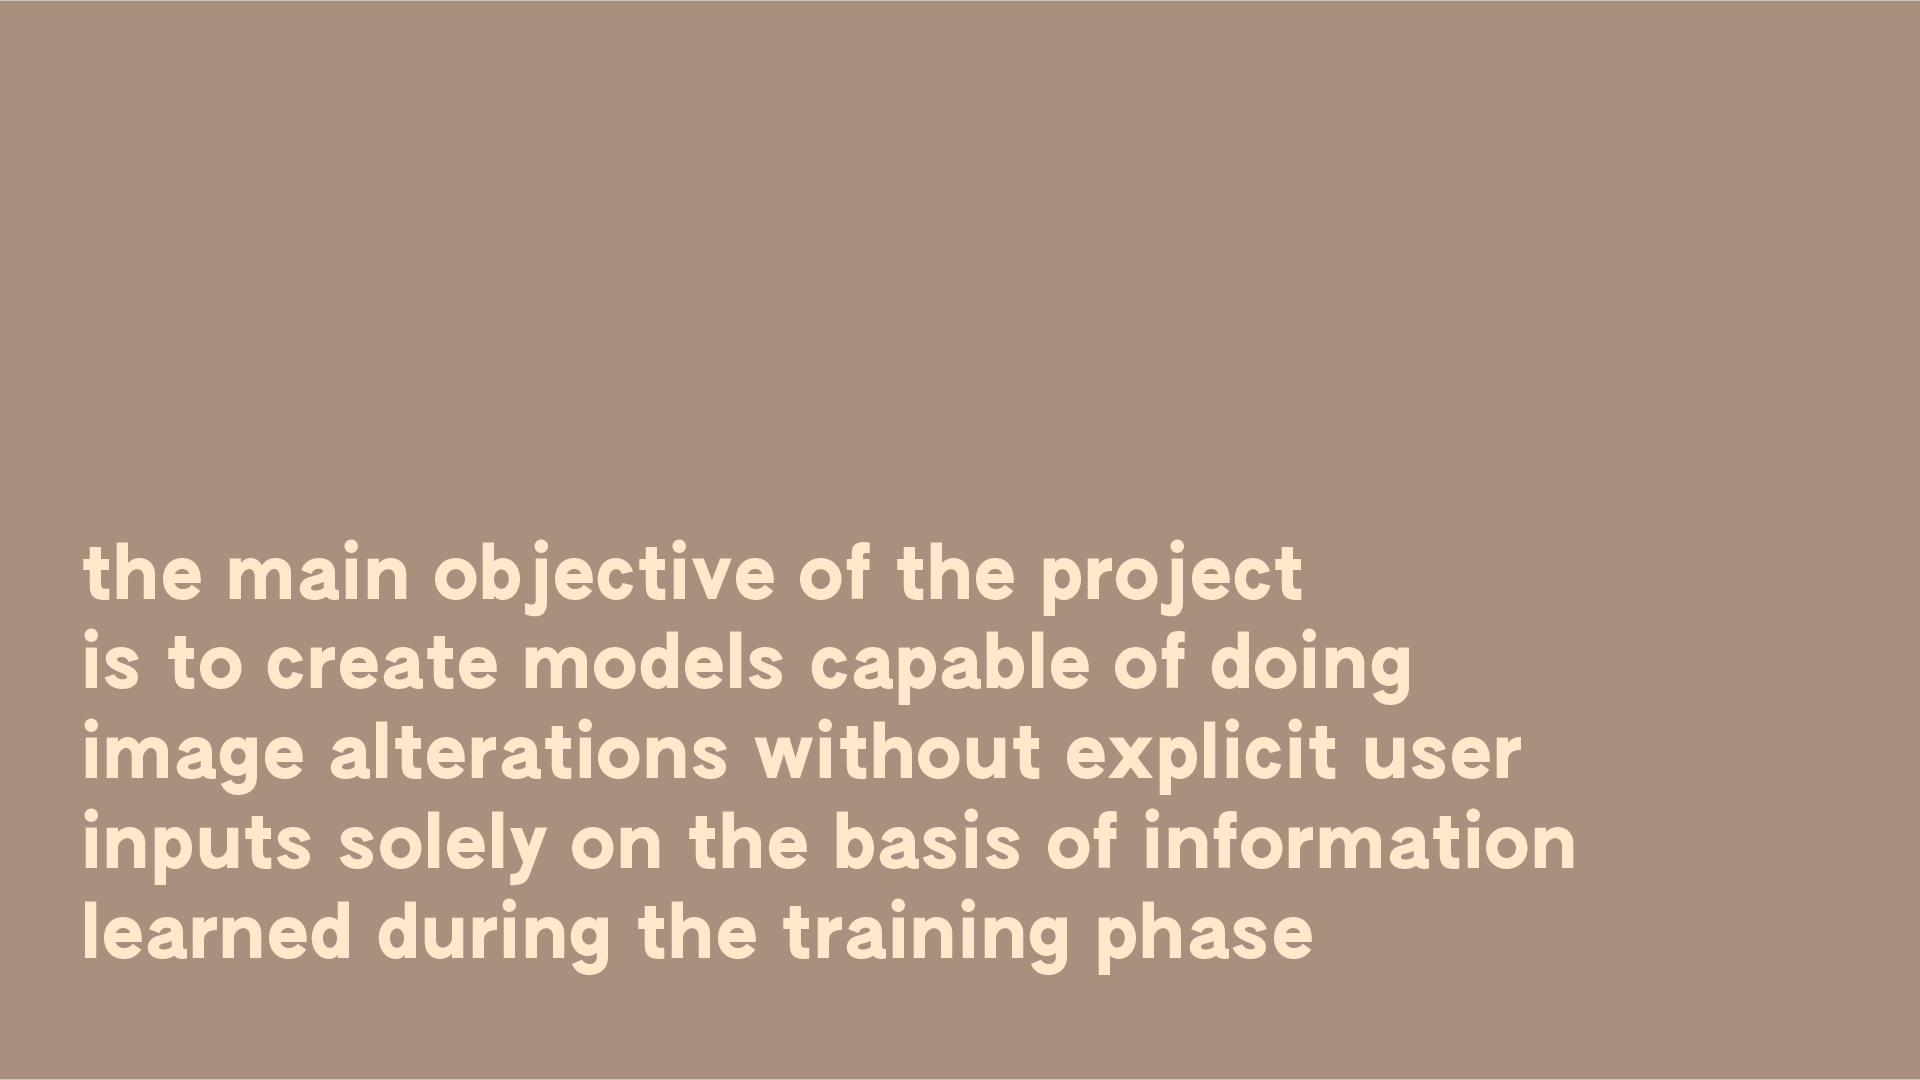 the main objective of the project
is to create models capable of doing
image alterations without explicit user
inputs solely on the basis of information
learned during the training phase